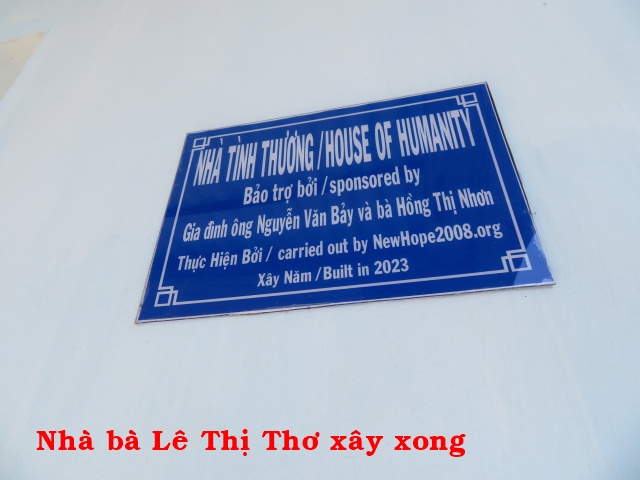 NHÀ TÌNH THƯƠNG / HOUSE OF HUMANITY
Bảo trợ bởi / sponsored by
Gia đình ông Nguyễn Văn Bảy và bà Hồng Thị Nhơn
Thực Hiện Bởi / carried out by NewHope2008.org
Xây Năm / Built in 2023
Nhà bà Lê Thị Thơ xây xong